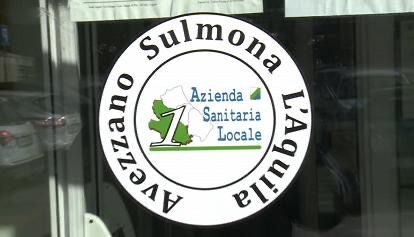 Avezzano Sulmona L'Aquila
1
Azienda
Sanitaria
Locale